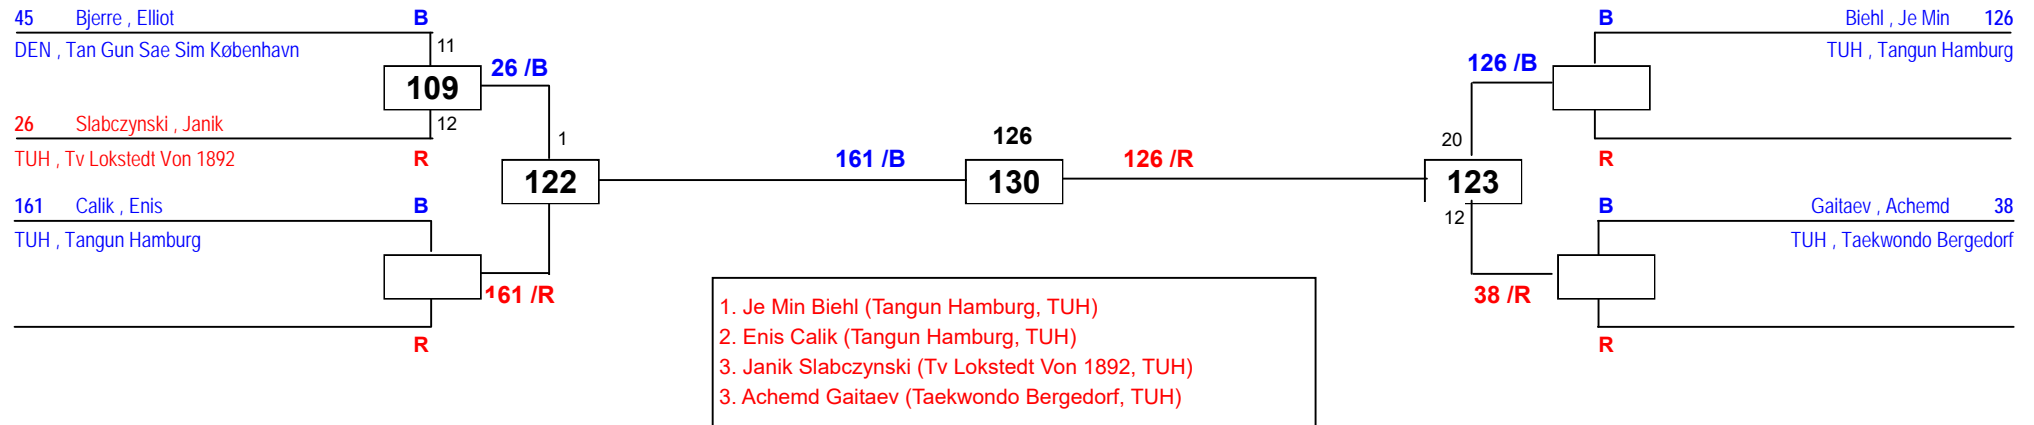 45 Bjerre , Elliot B
DEN , Tan Gun Sae Sim København
11
109
26 /B
12
26 Slabczynski , Janik
TUH , Tv Lokstedt Von 1892 R
1
122
161 Calik , Enis B
TUH , Tangun Hamburg
161 /R
R
161 /B
126
130
126 /R
B Biehl , Je Min 126
TUH , Tangun Hamburg
126 /B
20
R
123
12
B Gaitaev , Achemd 38
TUH , Taekwondo Bergedorf
38 /R
R
1. Je Min Biehl (Tangun Hamburg, TUH)
2. Enis Calik (Tangun Hamburg, TUH)
3. Janik Slabczynski (Tv Lokstedt Von 1892, TUH)
3. Achemd Gaitaev (Taekwondo Bergedorf, TUH)